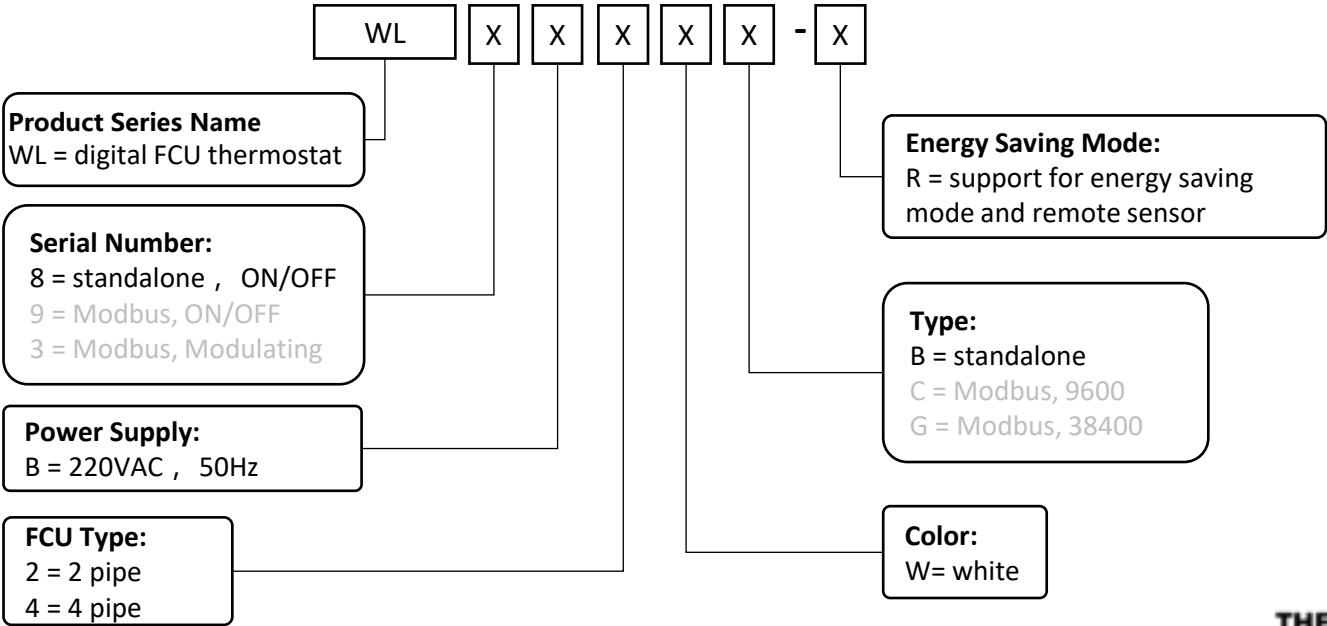 WL X X X X X - X
Product Series Name
WL = digital FCU thermostat
Serial Number:
8 = standalone , ON/OFF
9 = Modbus, ON/OFF
3 = Modbus, Modulating
Power Supply:
B = 220VAC , 50Hz
FCU Type:
2 = 2 pipe
4 = 4 pipe
Energy Saving Mode:
R = support for energy saving
mode and remote sensor
Type:
B = standalone
C = Modbus, 9600
G = Modbus, 38400
Color:
W= white
THE